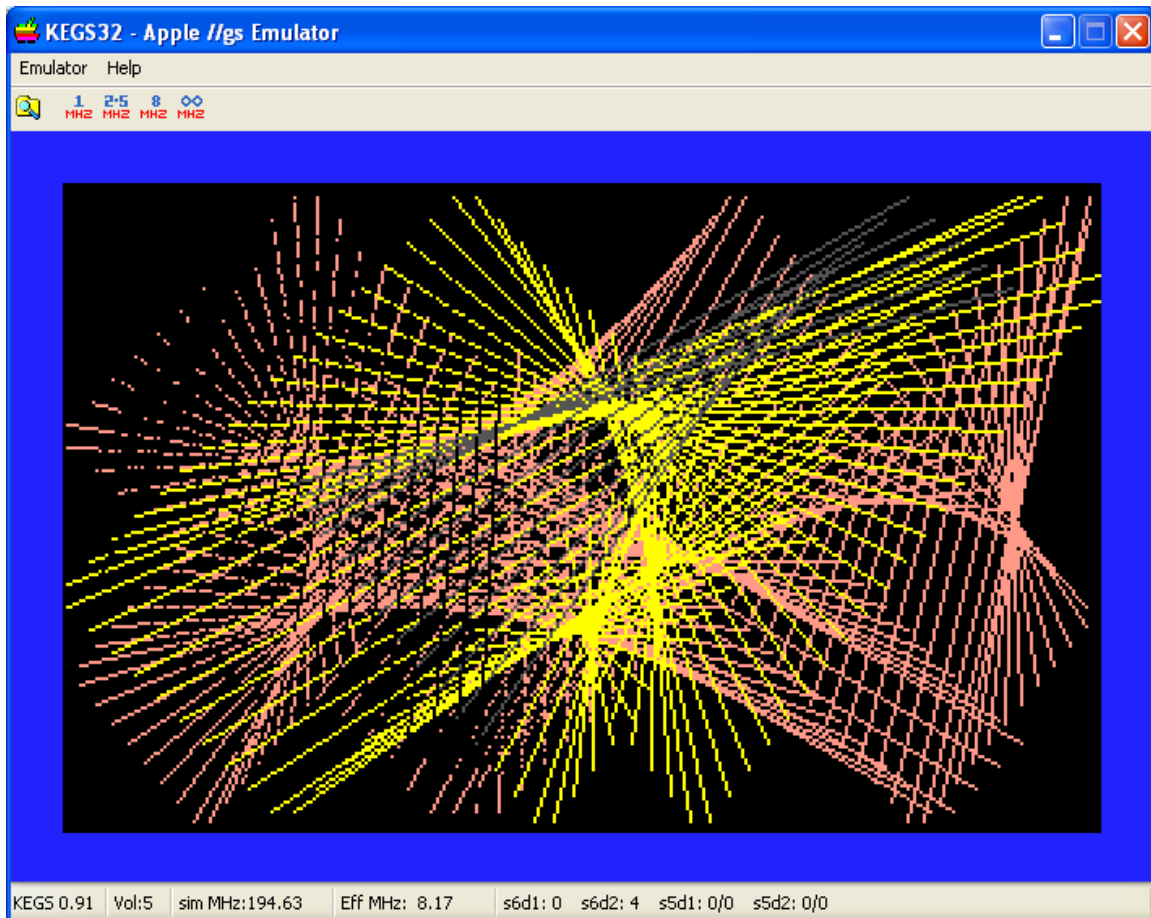 KEGS32 - Apple //gs Emulator
Emulator Help
1 MHZ 2·5 MHZ 8 MHZ ∞ MHZ
KEGS 0.91 Vol:5 sim MHz:194.63 Eff MHz: 8.17 s6d1: 0 s6d2: 4 s5d1: 0/0 s5d2: 0/0